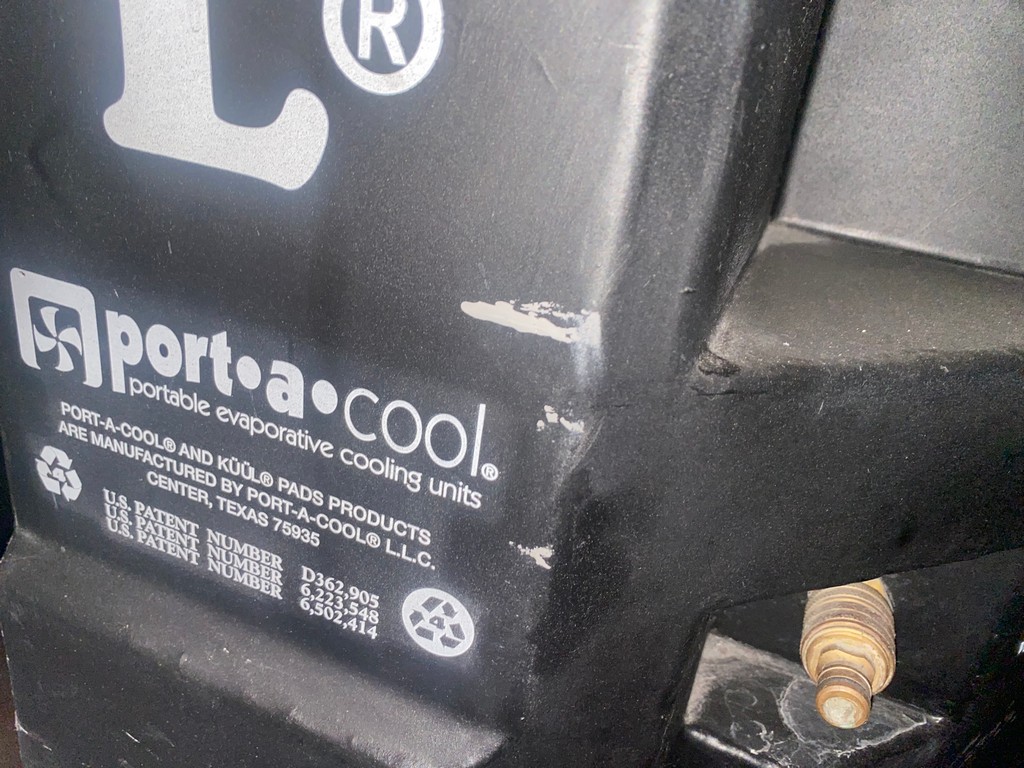 L®
port•a•cool®
portable evaporative cooling units
PORT-A-COOL® AND KÜÜL® PADS PRODUCTS
ARE MANUFACTURED BY PORT-A-COOL® L.L.C.
CENTER, TEXAS 75935
4
U.S. PATENT NUMBER D362,905
U.S. PATENT NUMBER 6,223,548
U.S. PATENT NUMBER 6,502,414
4